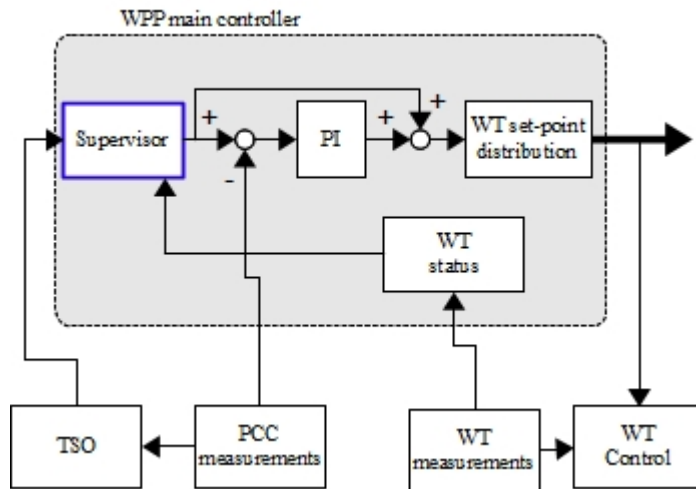 WPP main controller
Supervisor
+
-
PI
+
+
WT set-point
distribution
WT
status
TSO
PCC
measurements
WT
measurements
WT
Control